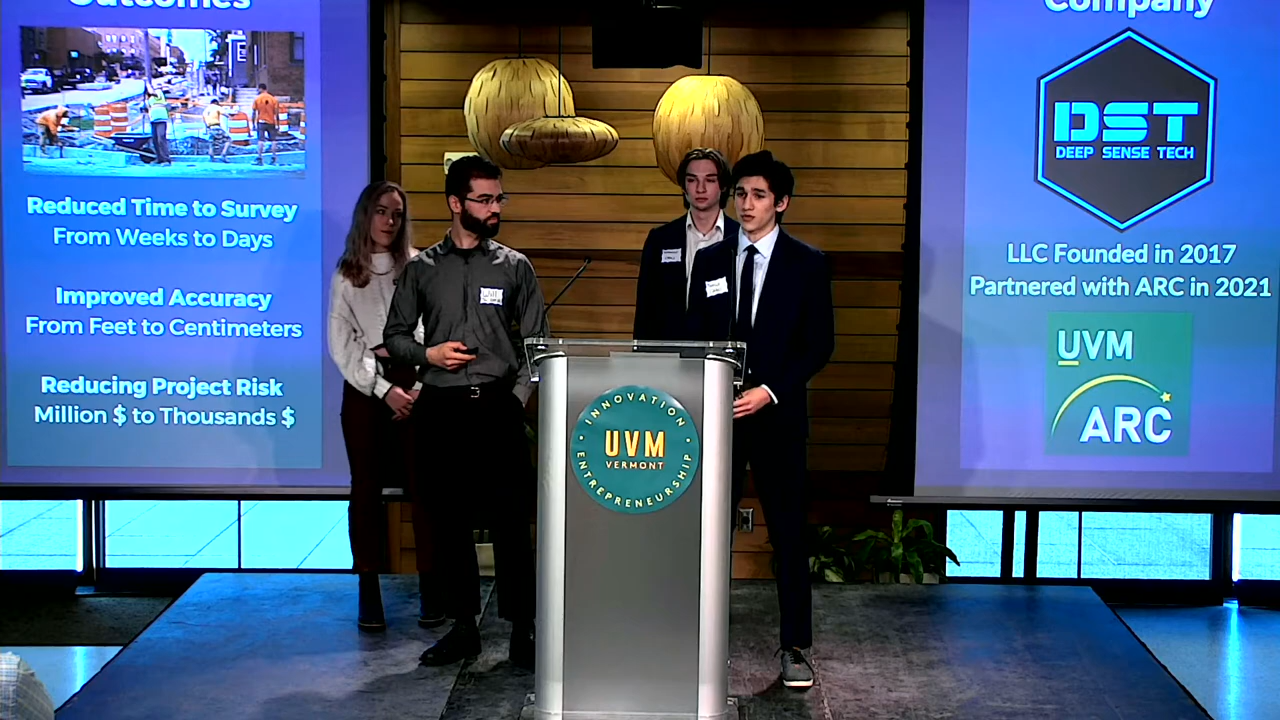 Outcomes
Reduced Time to Survey
From Weeks to Days
Improved Accuracy
From Feet to Centimeters
Reducing Project Risk
Million $ to Thousands $
Will
INNOVATION
UVM
VERMONT
ENTREPRENEURSHIP
Company
DST
DEEP SENSE TECH
LLC Founded in 2017
Partnered with ARC in 2021
UVM
ARC